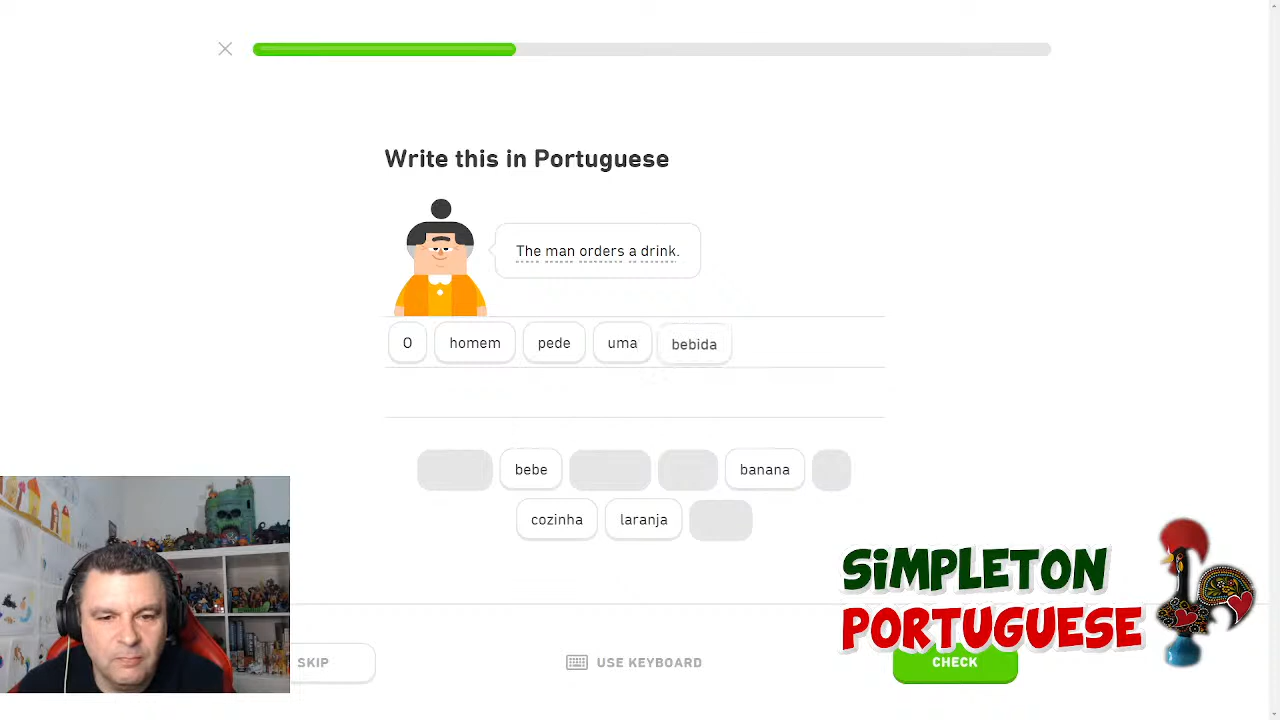 Write this in Portuguese
The man orders a drink.
O homem pede uma bebida
bebe banana
cozinha laranja
SiMPLETON
PORTUGUESE
SKIP USE KEYBOARD CHECK